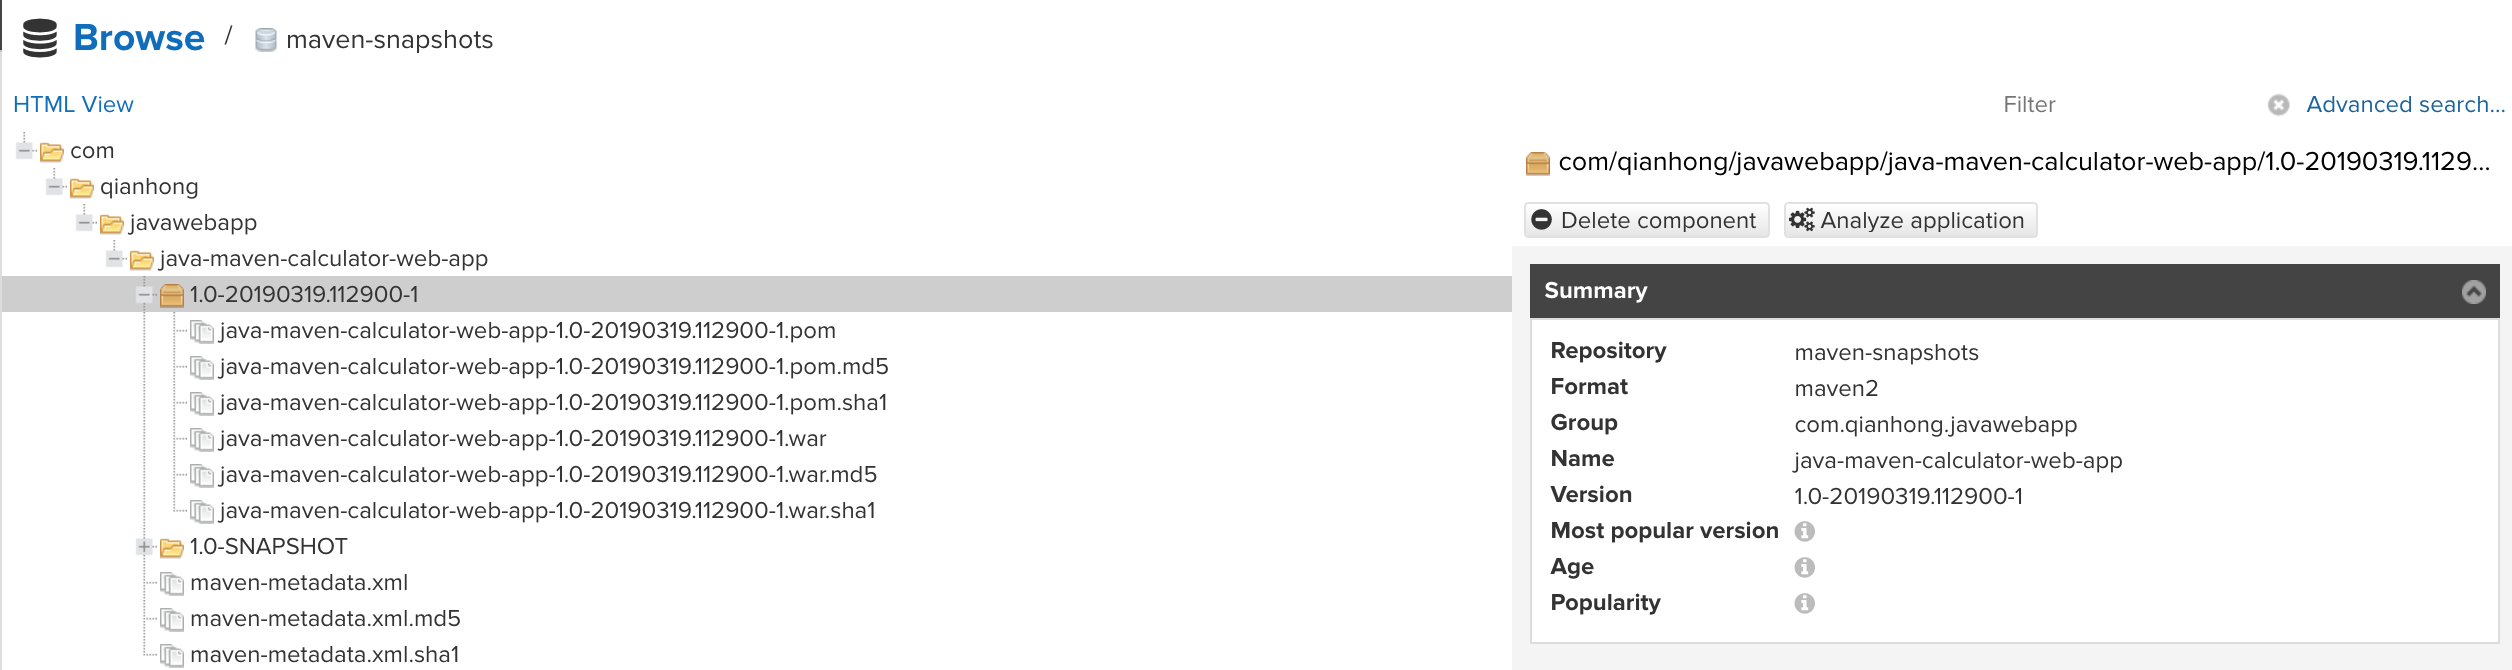 Browse / maven-snapshots
HTML View
Filter
Advanced search...
com
qianhong
javawebapp
java-maven-calculator-web-app
1.0-20190319.112900-1
java-maven-calculator-web-app-1.0-20190319.112900-1.pom
java-maven-calculator-web-app-1.0-20190319.112900-1.pom.md5
java-maven-calculator-web-app-1.0-20190319.112900-1.pom.sha1
java-maven-calculator-web-app-1.0-20190319.112900-1.war
java-maven-calculator-web-app-1.0-20190319.112900-1.war.md5
java-maven-calculator-web-app-1.0-20190319.112900-1.war.sha1
1.0-SNAPSHOT
maven-metadata.xml
maven-metadata.xml.md5
maven-metadata.xml.sha1
com/qianhong/javawebapp/java-maven-calculator-web-app/1.0-20190319.1129...
Delete component
Analyze application
Summary
Repository maven-snapshots
Format maven2
Group com.qianhong.javawebapp
Name java-maven-calculator-web-app
Version 1.0-20190319.112900-1
Most popular version
Age
Popularity